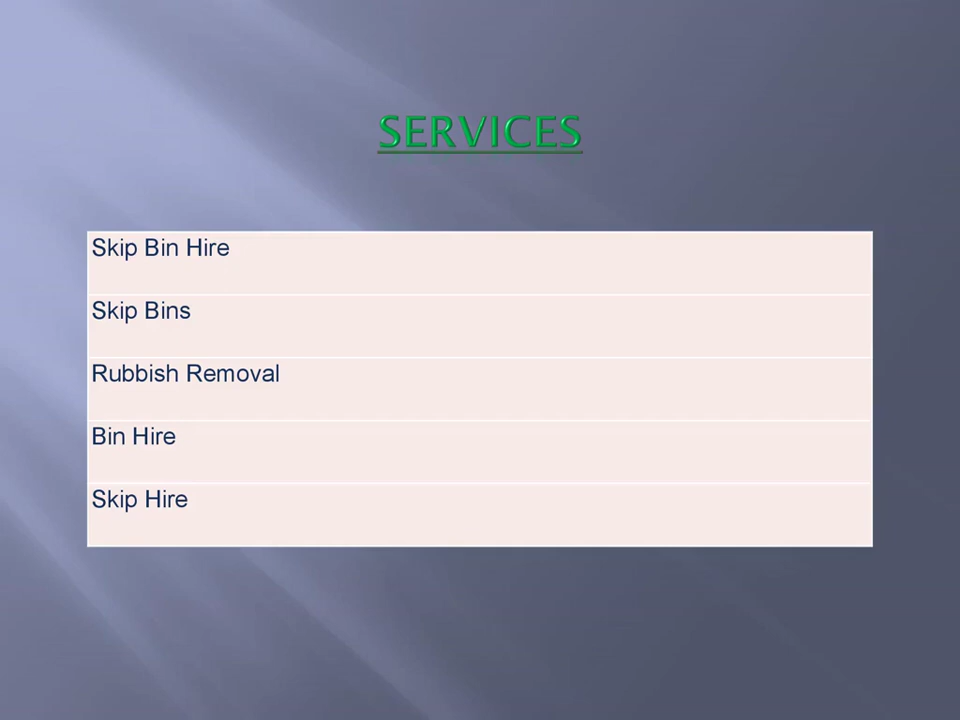 SERVICES
Skip Bin Hire
Skip Bins
Rubbish Removal
Bin Hire
Skip Hire